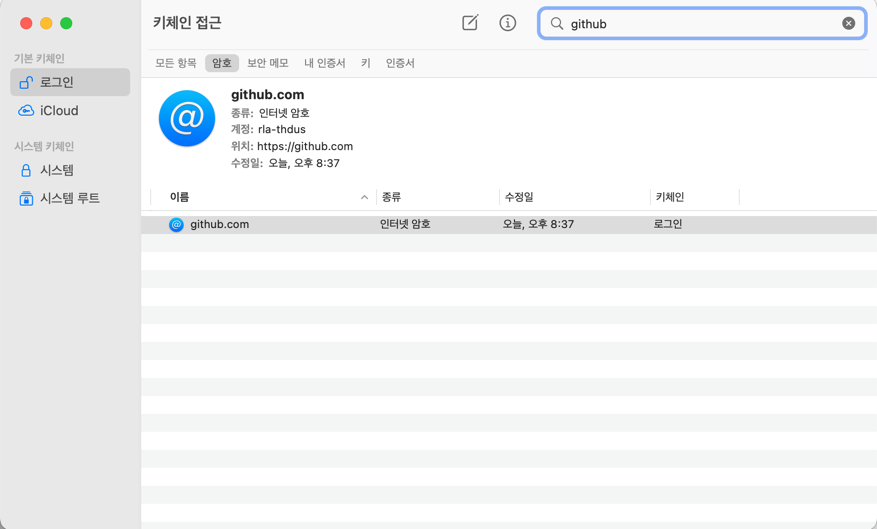 키체인 접근
github
기본 키체인
로그인
iCloud
시스템 키체인
시스템
시스템 루트
모든 항목 암호 보안 메모 내 인증서 키 인증서
@
github.com
종류: 인터넷 암호
계정: rla-thdus
위치: https://github.com
수정일: 오늘, 오후 8:37
이름 종류 수정일 키체인
@ github.com 인터넷 암호 오늘, 오후 8:37 로그인